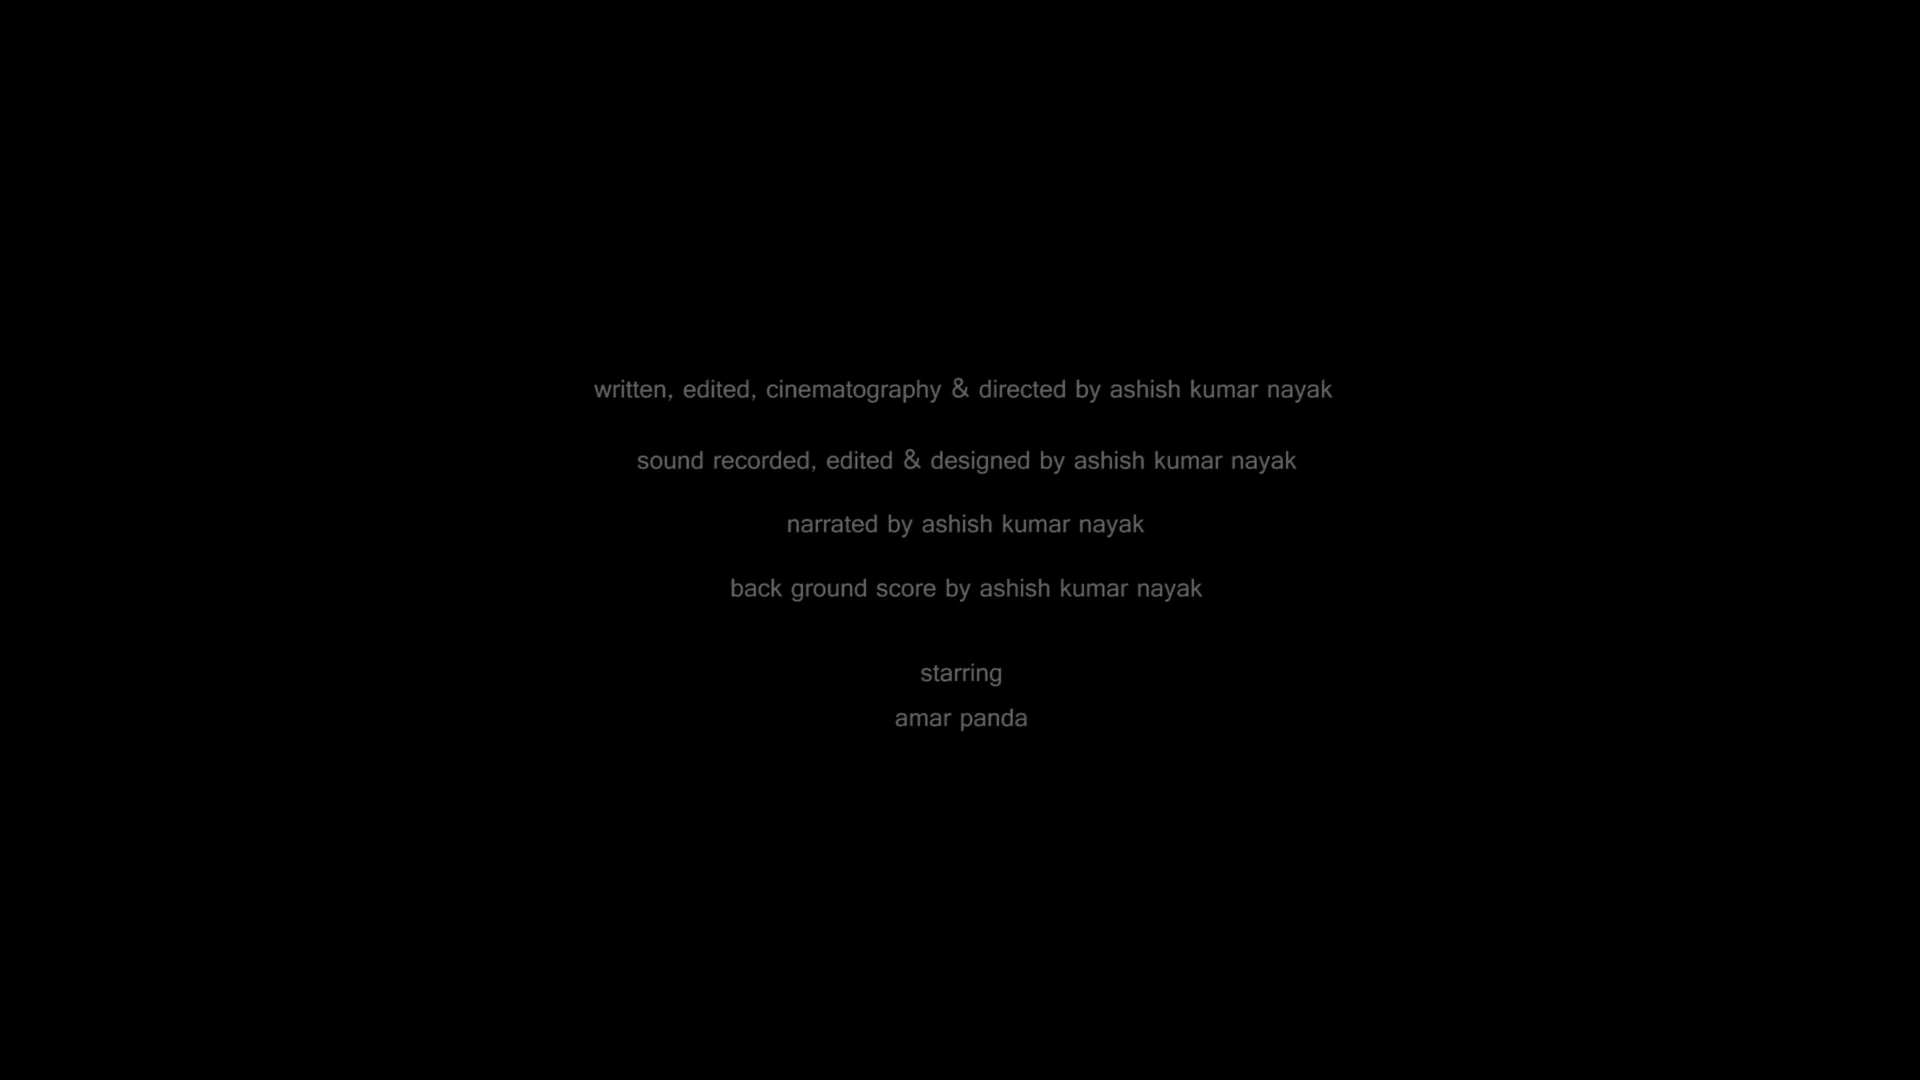 written, edited, cinematography & directed by ashish kumar nayak
sound recorded, edited & designed by ashish kumar nayak
narrated by ashish kumar nayak
back ground score by ashish kumar nayak
starring
amar panda